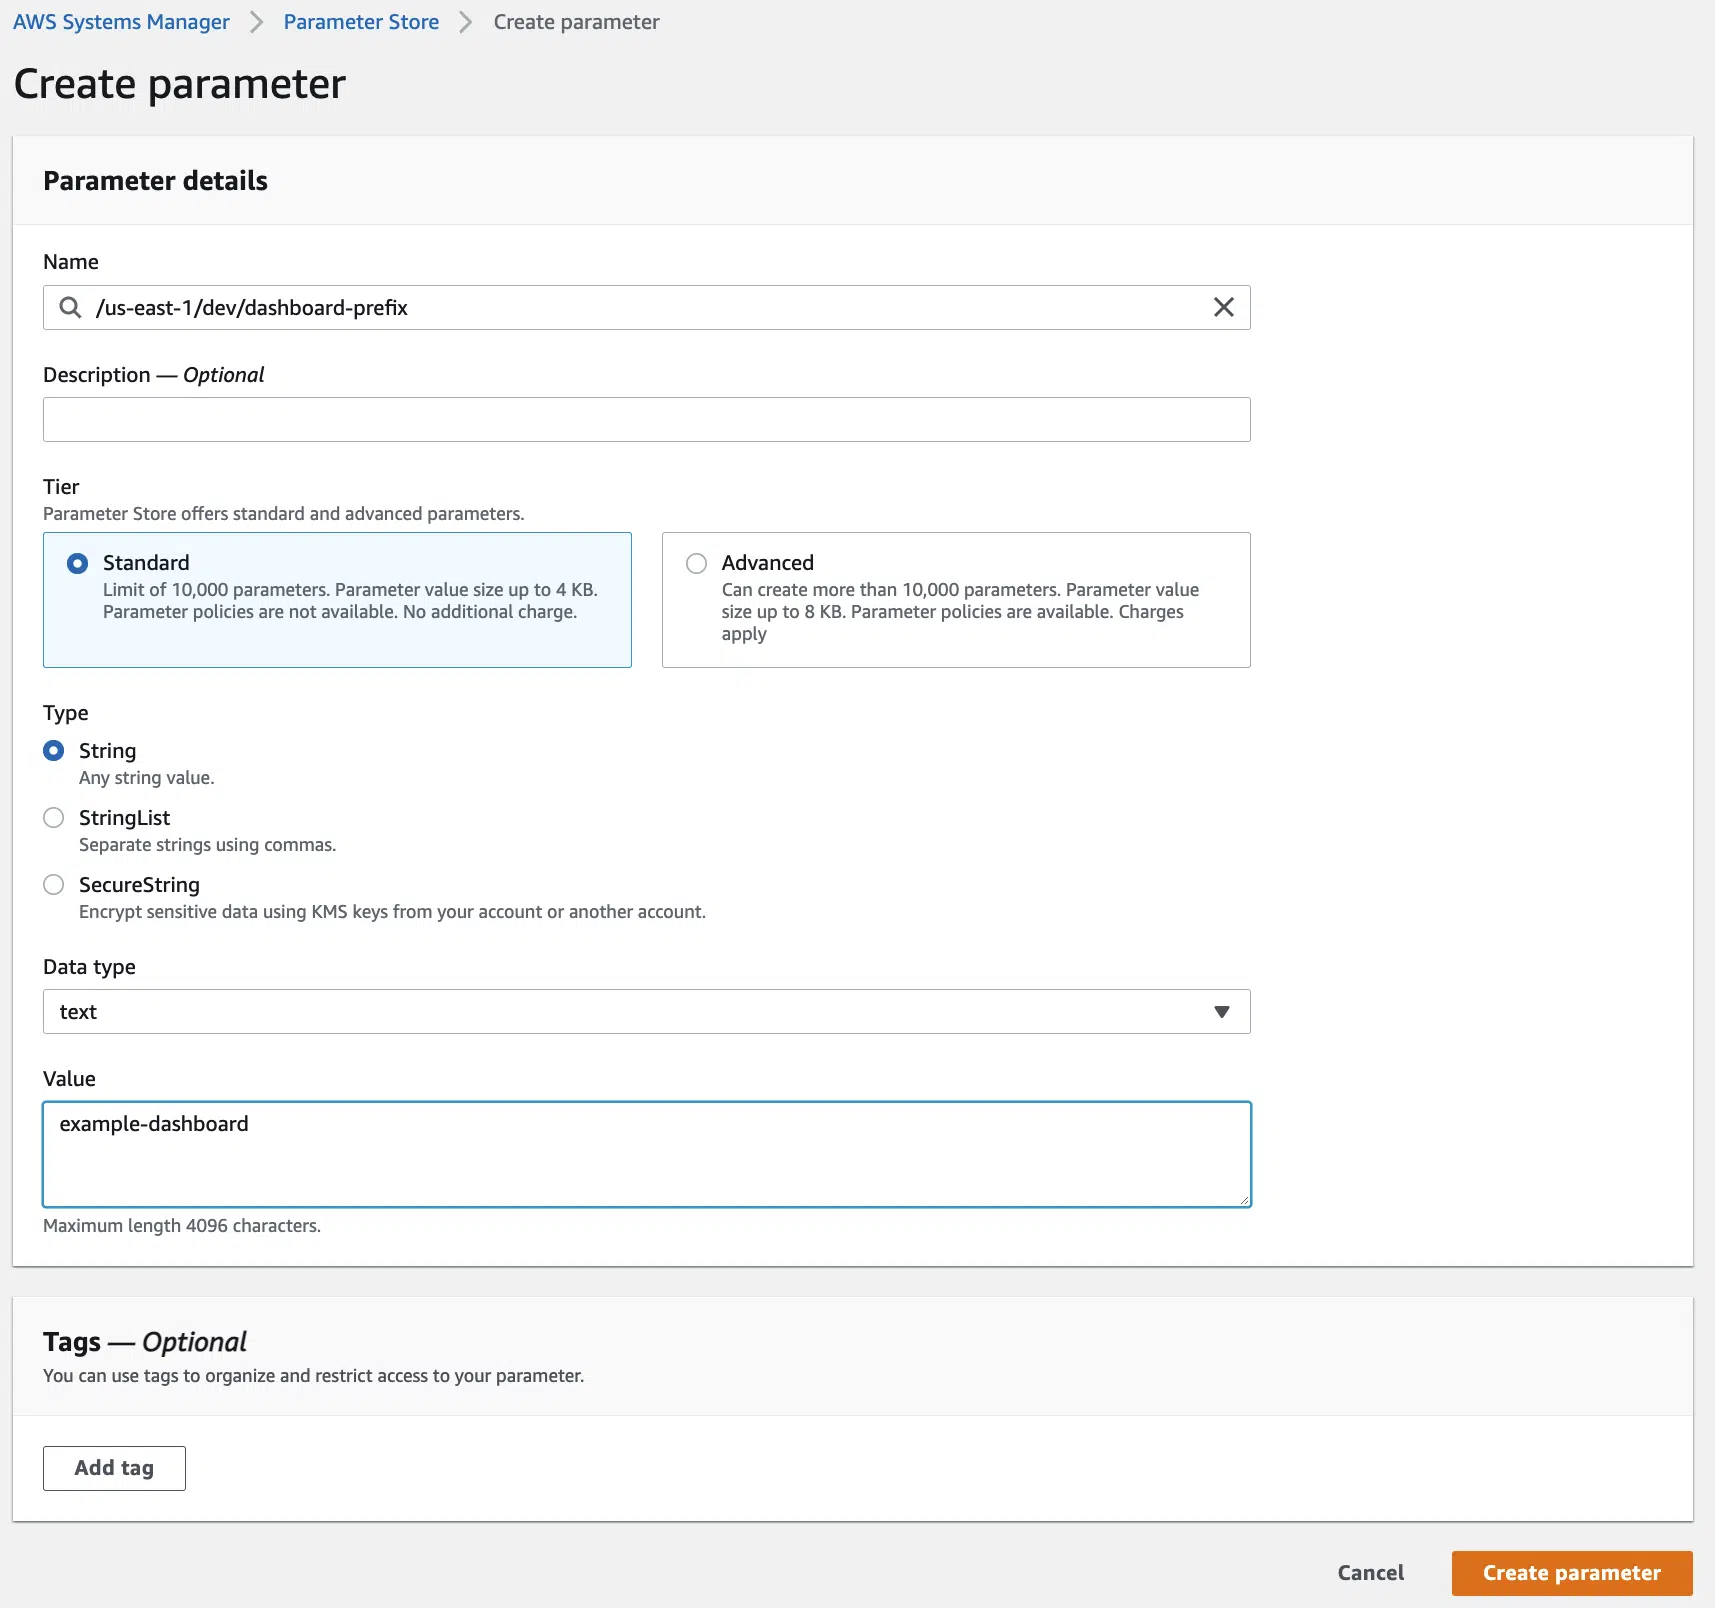 AWS Systems Manager > Parameter Store > Create parameter
Create parameter
Parameter details
Name
/us-east-1/dev/dashboard-prefix
Description — Optional
Tier
Parameter Store offers standard and advanced parameters.
Standard
Limit of 10,000 parameters. Parameter value size up to 4 KB.
Parameter policies are not available. No additional charge.
Advanced
Can create more than 10,000 parameters. Parameter value
size up to 8 KB. Parameter policies are available. Charges
apply
Type
String
Any string value.
StringList
Separate strings using commas.
SecureString
Encrypt sensitive data using KMS keys from your account or another account.
Data type
text
Value
example-dashboard
Maximum length 4096 characters.
Tags — Optional
You can use tags to organize and restrict access to your parameter.
Add tag
Cancel
Create parameter